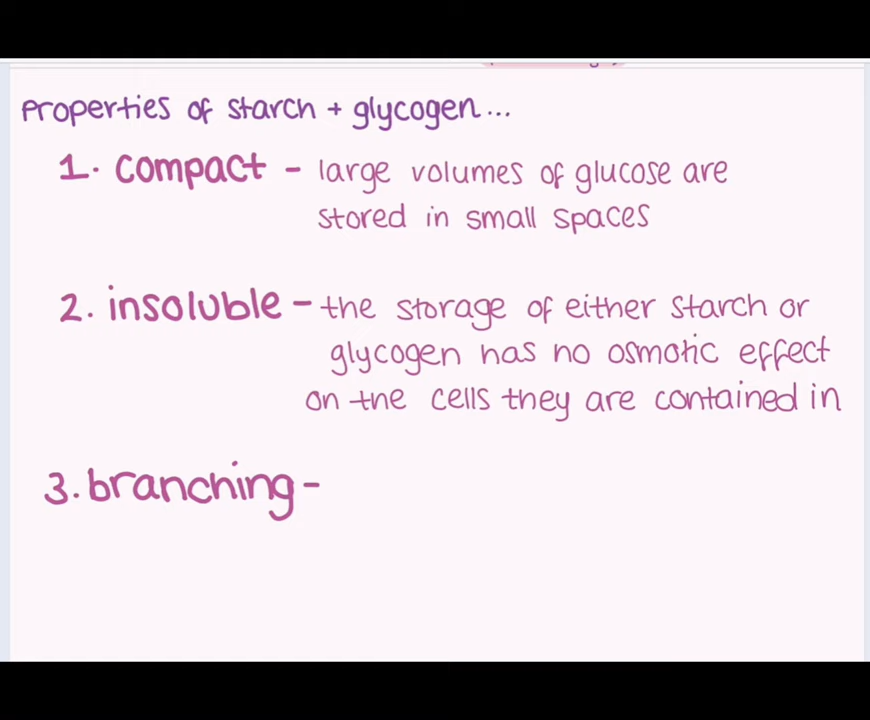 properties of starch + glycogen...
1. compact - large volumes of glucose are
stored in small spaces
2. insoluble - the storage of either starch or
glycogen has no osmotic effect
on the cells they are contained in
3. branching -